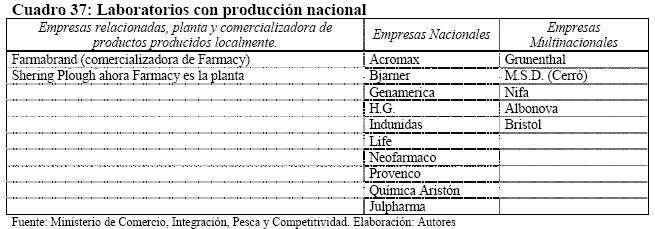 Cuadro 37: Laboratorios con producción nacional
Empresas relacionadas, planta y comercializadora de productos producidos localmente. Empresas Nacionales Empresas Multinacionales
Farmabrand (comercializadora de Farmacy) Acromax Grunenthal
Shering Plough ahora Farmacy es la planta Bjarner M.S.D. (Cerró)
Genamerica Nifa
H.G. Albonova
Indunidas Bristol
Life
Neofarmaco
Provenco
Química Aristón
Julpharma
Fuente: Ministerio de Comercio, Integración, Pesca y Competitividad. Elaboración: Autores